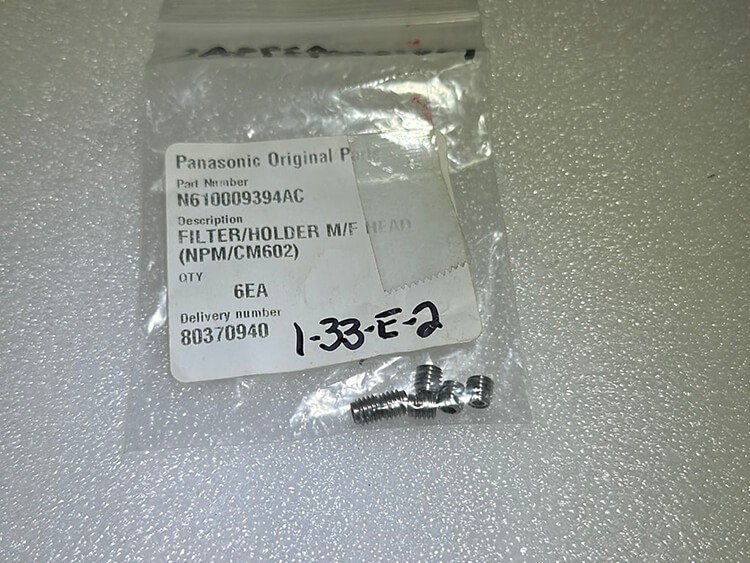 Panasonic Original Parts
Part Number
N610009394AC
Description
FILTER/HOLDER M/F HEAD
(NPM/CM602)
QTY
6EA
Delivery number
80370940
1-33-E-2